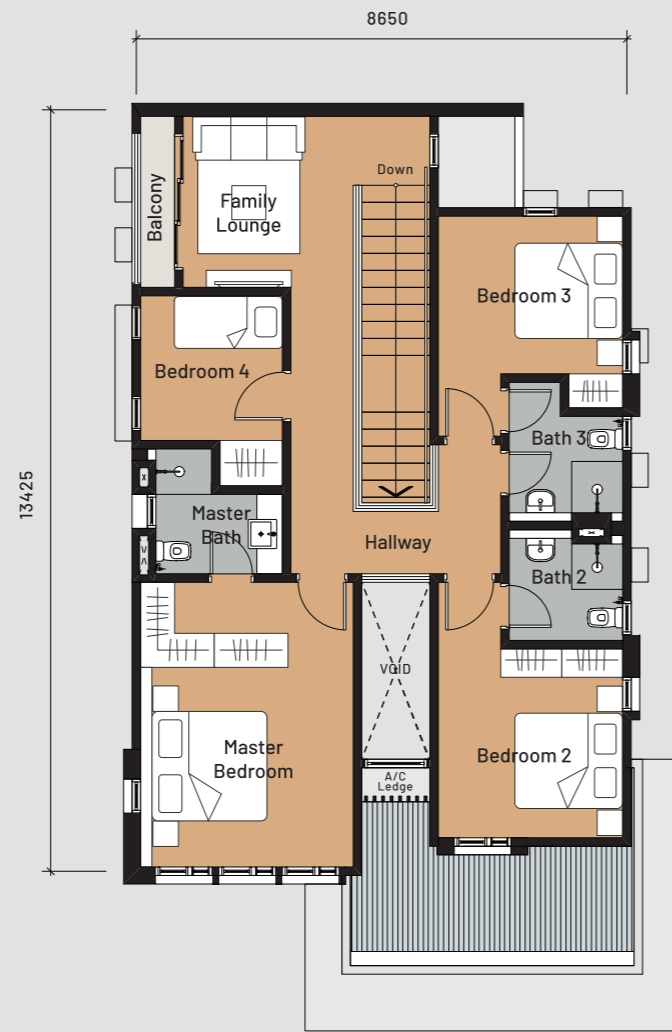 8650
13425
Down
Balcony
Family
Lounge
Bedroom 3
Bedroom 4
Bath 3
Master
Bath
Hallway
Bath 2
VOID
Master
Bedroom
Bedroom 2
A/C
Ledge